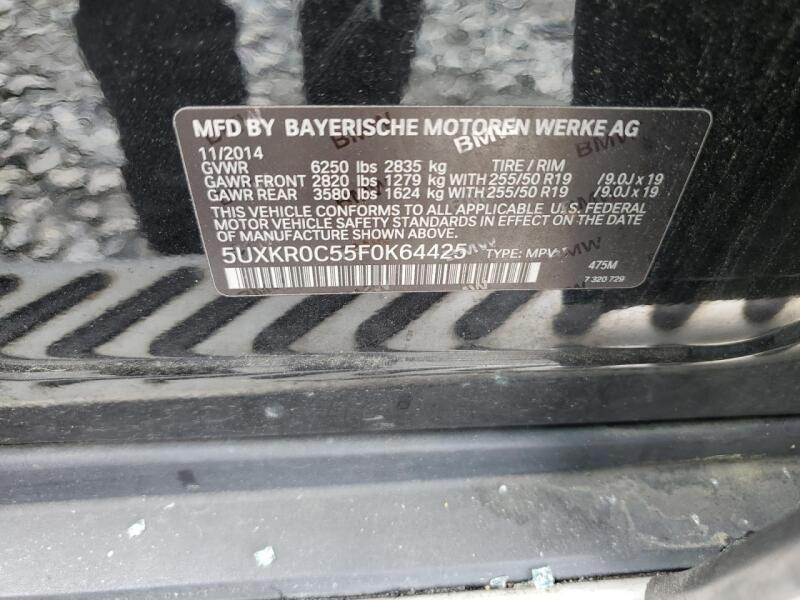 MFD BY BAYERISCHE MOTOREN WERKE AG
11/2014
GVWR 6250 lbs 2835 kg TIRE / RIM
GAWR FRONT 2820 lbs 1279 kg WITH 255/50 R19 /9.0J x 19
GAWR REAR 3580 lbs 1624 kg WITH 255/50 R19 /9.0J x 19
THIS VEHICLE CONFORMS TO ALL APPLICABLE U.S. FEDERAL
MOTOR VEHICLE SAFETY STANDARDS IN EFFECT ON THE DATE
OF MANUFACTURE SHOWN ABOVE.
5UXKR0C55F0K64425 TYPE: MPV 475M
7 320 729